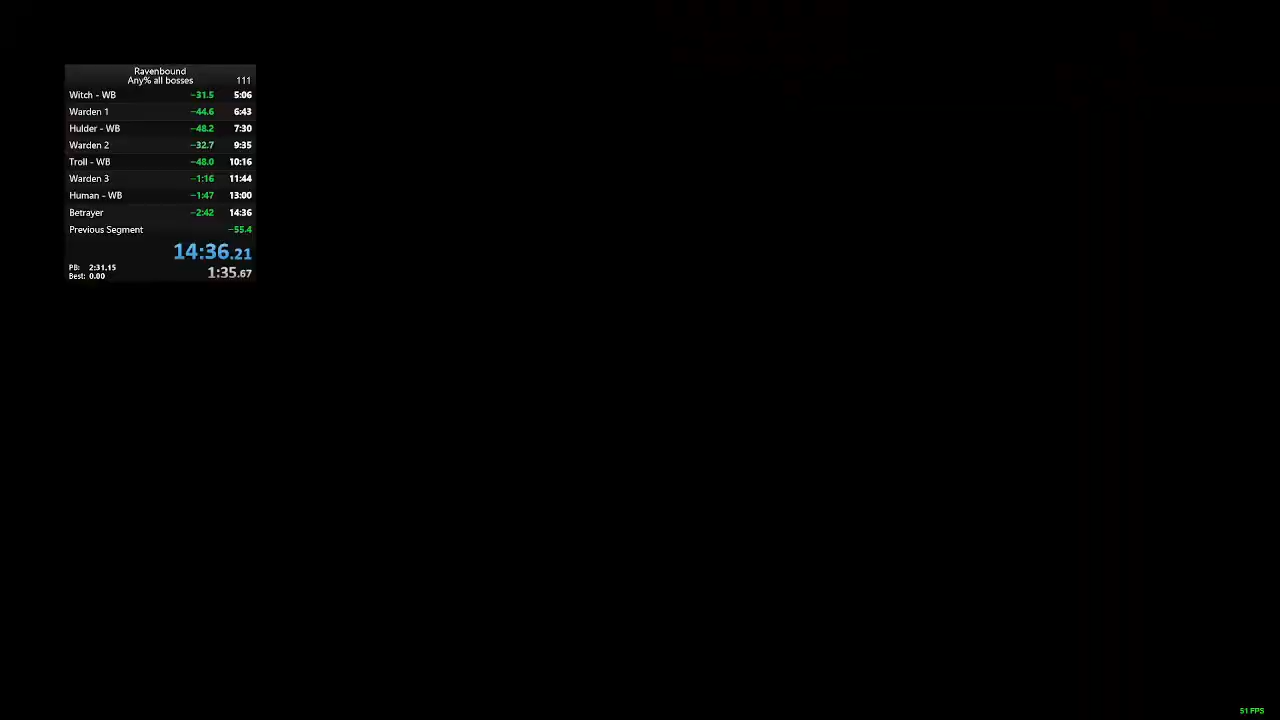 Ravenbound
Any% all bosses 111
Witch - WB −31.5 5:06
Warden 1 −44.6 6:43
Hulder - WB −48.2 7:30
Warden 2 −32.7 9:35
Troll - WB −48.0 10:16
Warden 3 −1:16 11:44
Human - WB −1:47 13:00
Betrayer −2:42 14:36
Previous Segment −55.4
14:36.21
PB: 2:31.15
Best: 0.00
1:35.67
51 FPS